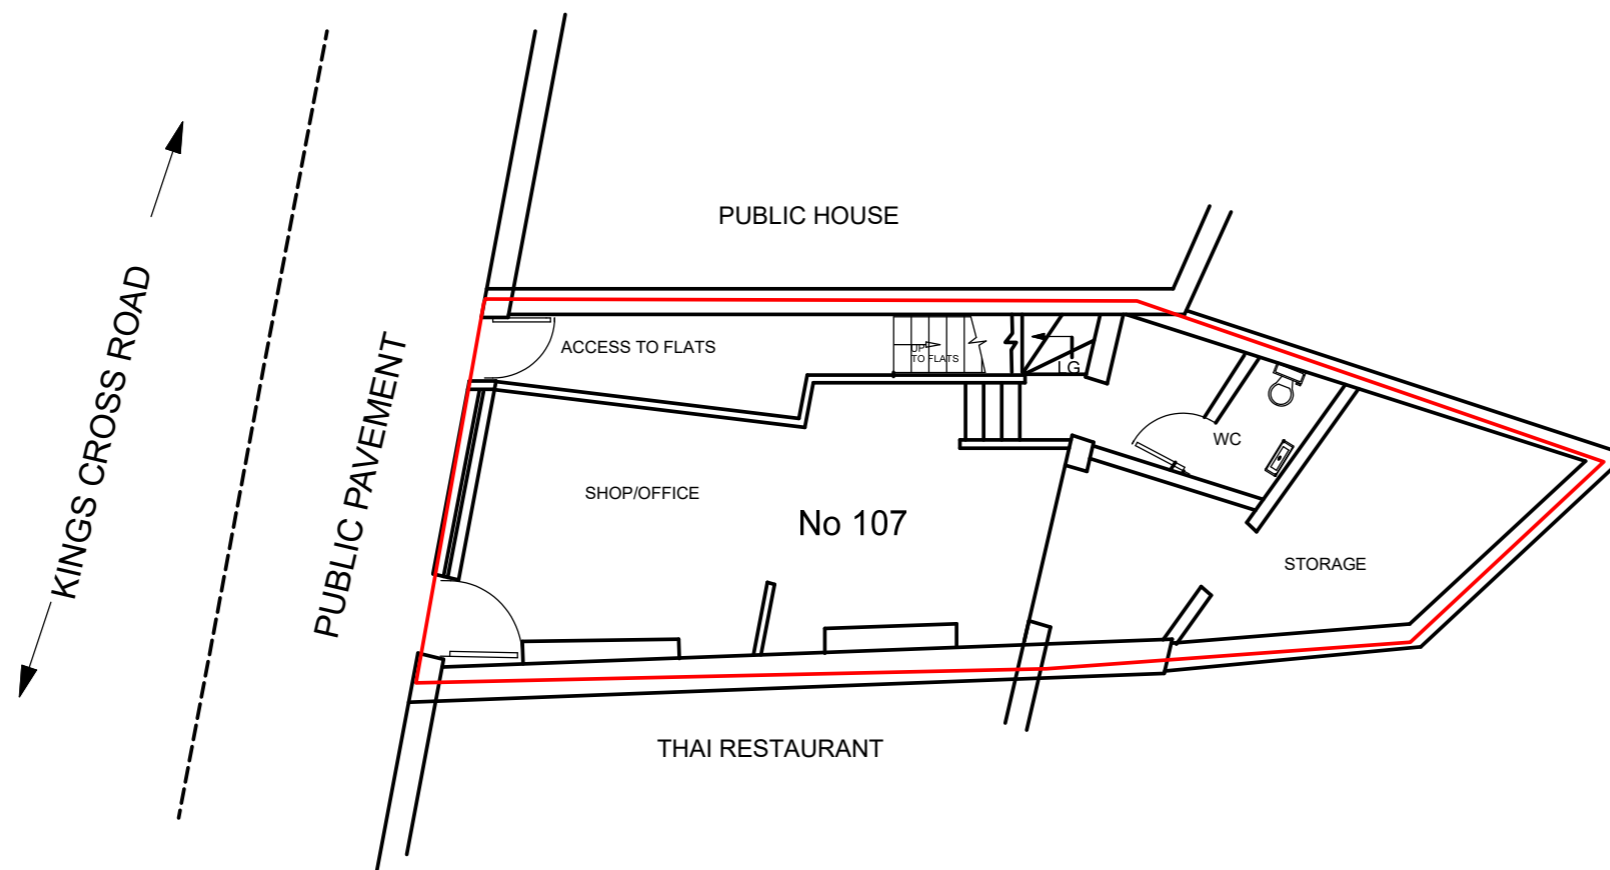 KINGS CROSS ROAD
PUBLIC PAVEMENT
PUBLIC HOUSE
ACCESS TO FLATS
UP
TO FLATS
LG
WC
SHOP/OFFICE
No 107
STORAGE
THAI RESTAURANT